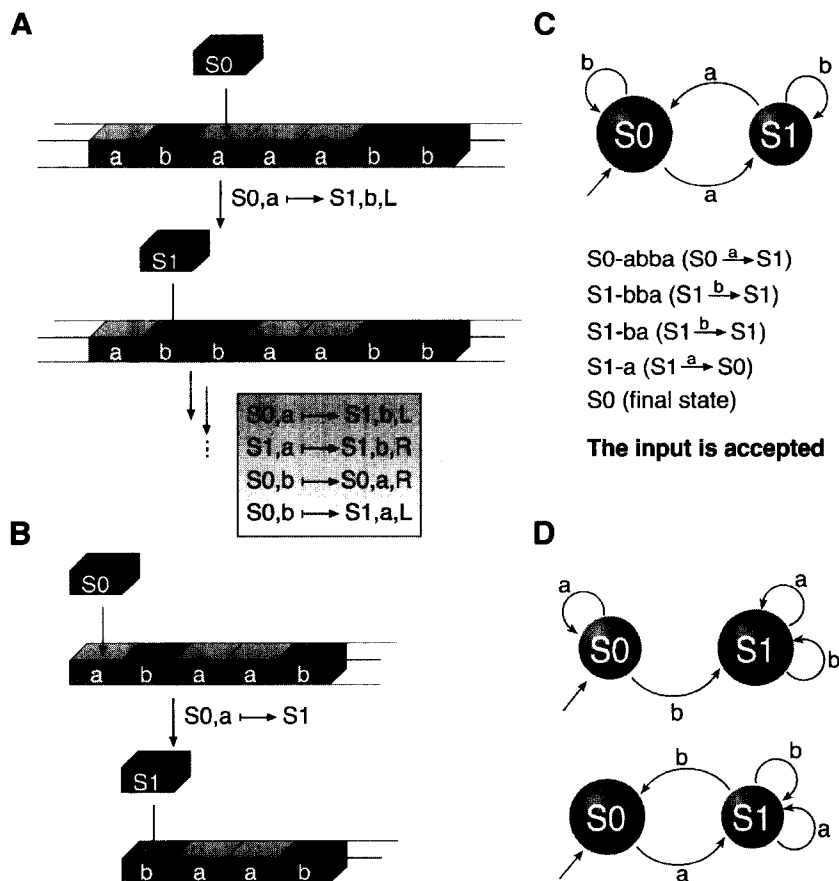 A
S0
a b a a a b b
S0,a ⟼ S1,b,L
S1
a b b a a b b
S0,a ⟼ S1,b,L
S1,a ⟼ S1,b,R
S0,b ⟼ S0,a,R
S0,b ⟼ S1,a,L
B
S0
a b a a b
S0,a ⟼ S1
S1
b a a b
C
b a b
S0 S1
a
S0-abba (S0 a→ S1)
S1-bba (S1 b→ S1)
S1-ba (S1 b→ S1)
S1-a (S1 a→ S0)
S0 (final state)
The input is accepted
D
a a
S0 S1
b b
b b
S0 S1
a a